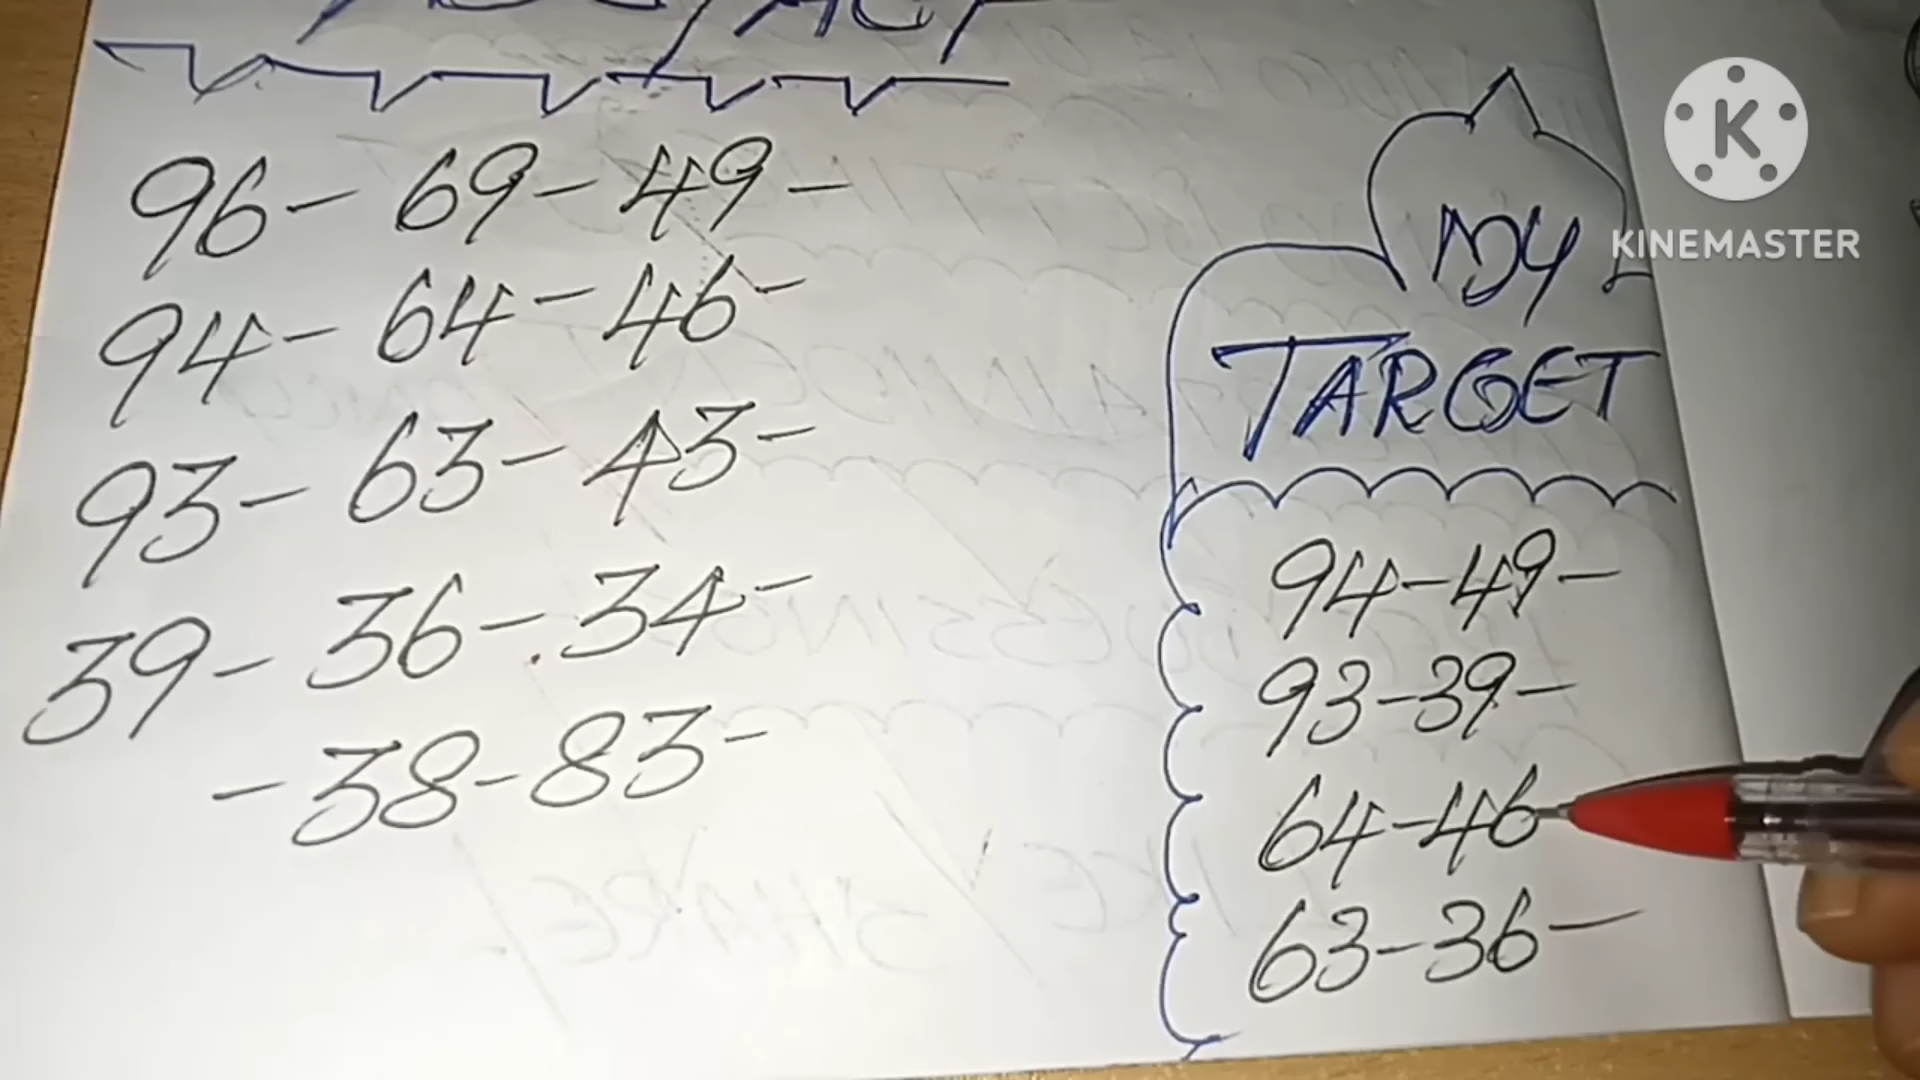 96- 69- 49-
94- 64- 46-
93- 63- 43-
39- 36- 34-
-38-83-
MY
TARGET
94-49-
93-39-
64-46
63-36-
KINEMASTER